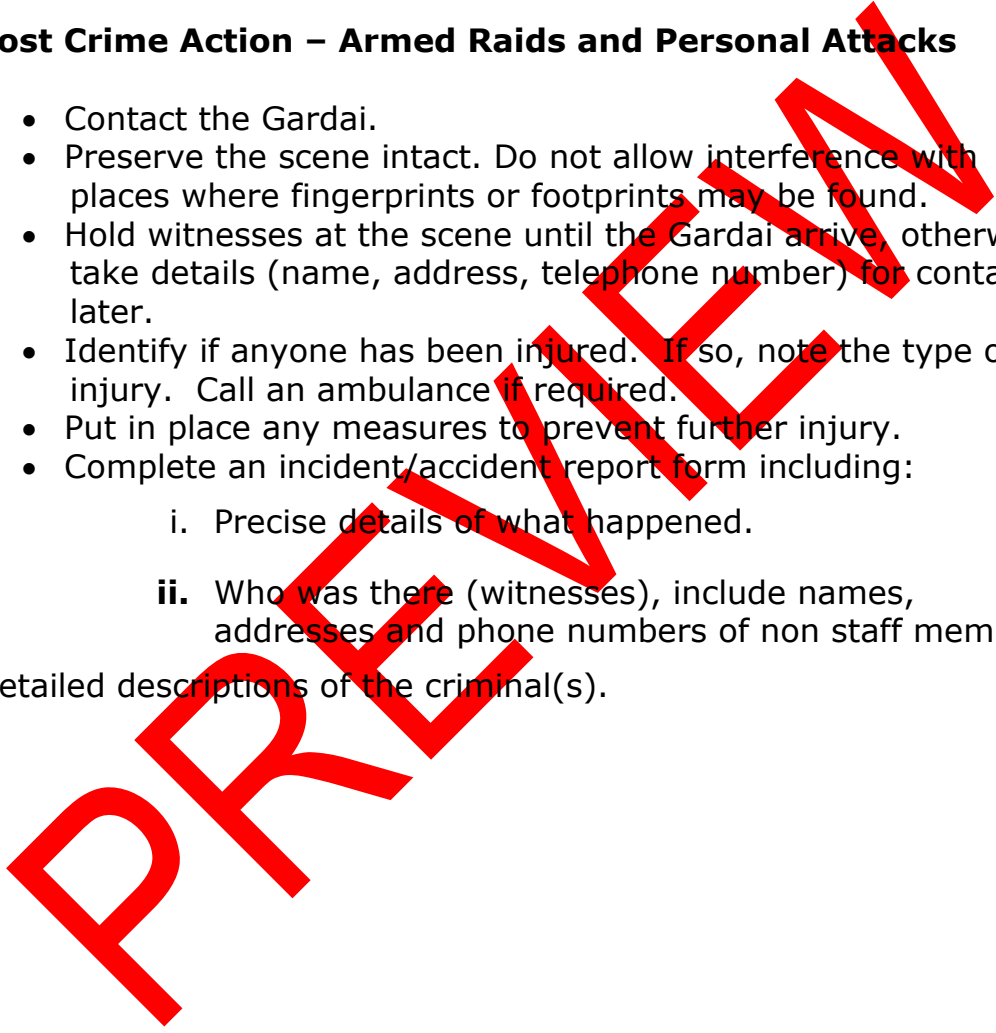 ost Crime Action – Armed Raids and Personal Attacks
• Contact the Gardai.
• Preserve the scene intact. Do not allow interference with
places where fingerprints or footprints may be found.
• Hold witnesses at the scene until the Gardai arrive, otherw
take details (name, address, telephone number) for conta
later.
• Identify if anyone has been injured.  If so, note the type o
injury.  Call an ambulance if required.
• Put in place any measures to prevent further injury.
• Complete an incident/accident report form including:
i. Precise details of what happened.
ii. Who was there (witnesses), include names,
addresses and phone numbers of non staff mem
etailed descriptions of the criminal(s).
PREVIEW